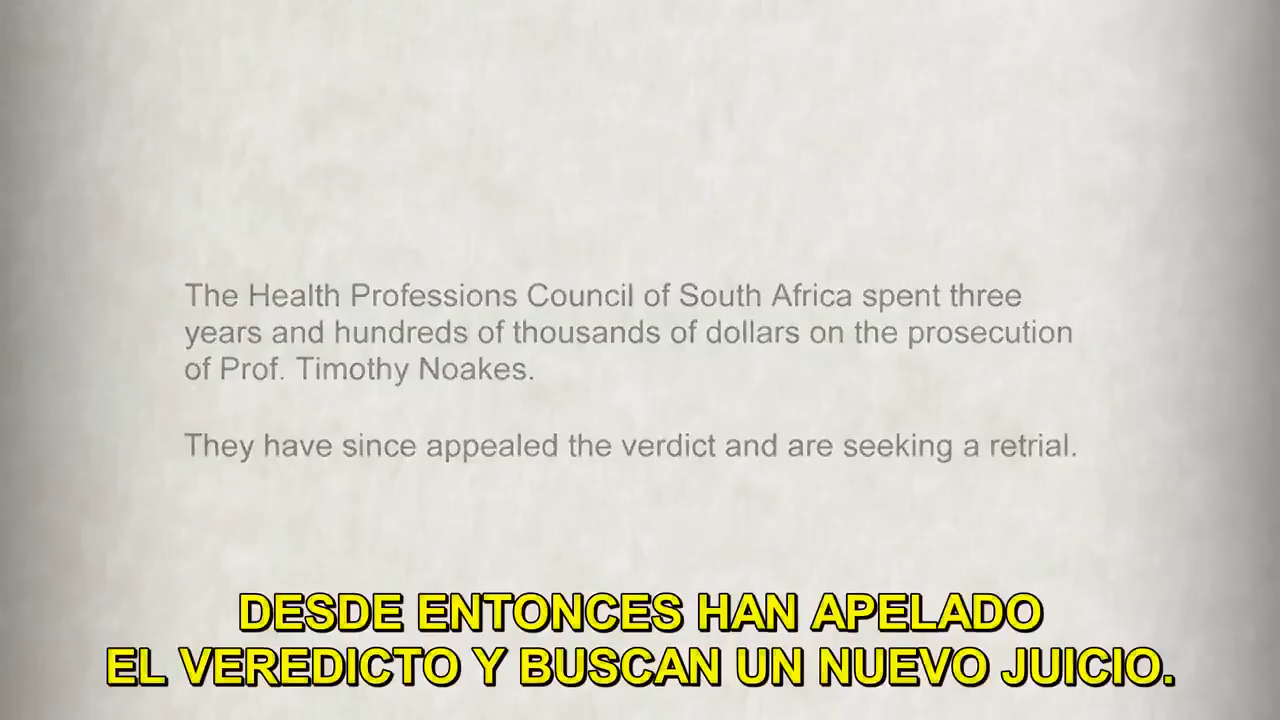 The Health Professions Council of South Africa spent three
years and hundreds of thousands of dollars on the prosecution
of Prof. Timothy Noakes.
They have since appealed the verdict and are seeking a retrial.
DESDE ENTONCES HAN APELADO
EL VEREDICTO Y BUSCAN UN NUEVO JUICIO.